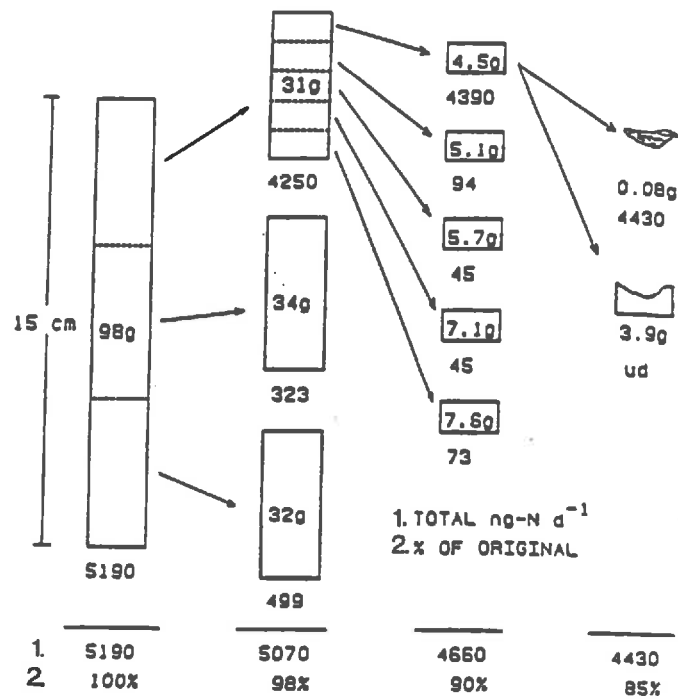 15 cm
98g
5190
31g
4250
34g
323
32g
499
4.5g
4390
5.1g
94
5.7g
45
7.1g
45
7.6g
73
0.08g
4430
3.9g
ud
1. TOTAL ng-N d⁻¹
2. % OF ORIGINAL
1. 5190 5070 4660 4430
2 100% 98% 90% 85%